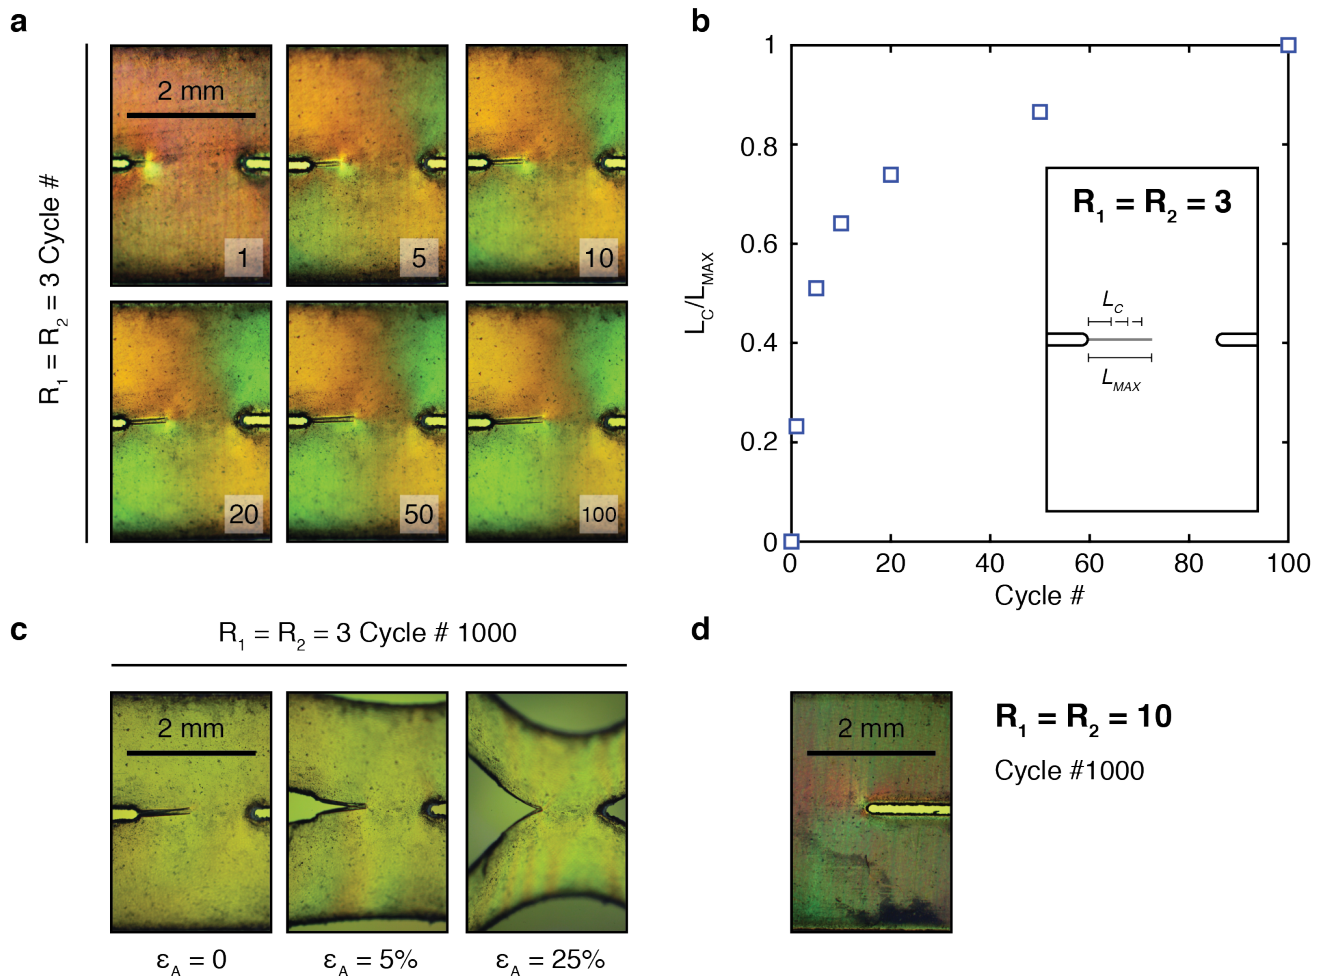 a
R1 = R2 = 3 Cycle #
2 mm
1
5
10
20
50
100
b
LC/LMAX
1
0.8
0.6
0.4
0.2
0
0
20
40
60
80
100
Cycle #
R1 = R2 = 3
LC
LMAX
c
R1 = R2 = 3 Cycle # 1000
2 mm
εA = 0
εA = 5%
εA = 25%
d
2 mm
R1 = R2 = 10
Cycle #1000